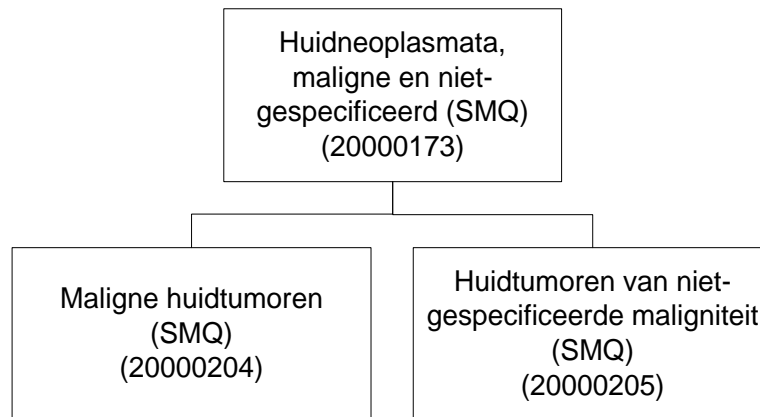 Huidneoplasmata,
maligne en niet-
gespecificeerd (SMQ)
(20000173)
Maligne huidtumoren
(SMQ)
(20000204)
Huidtumoren van niet-
gespecificeerde maligniteit
(SMQ)
(20000205)